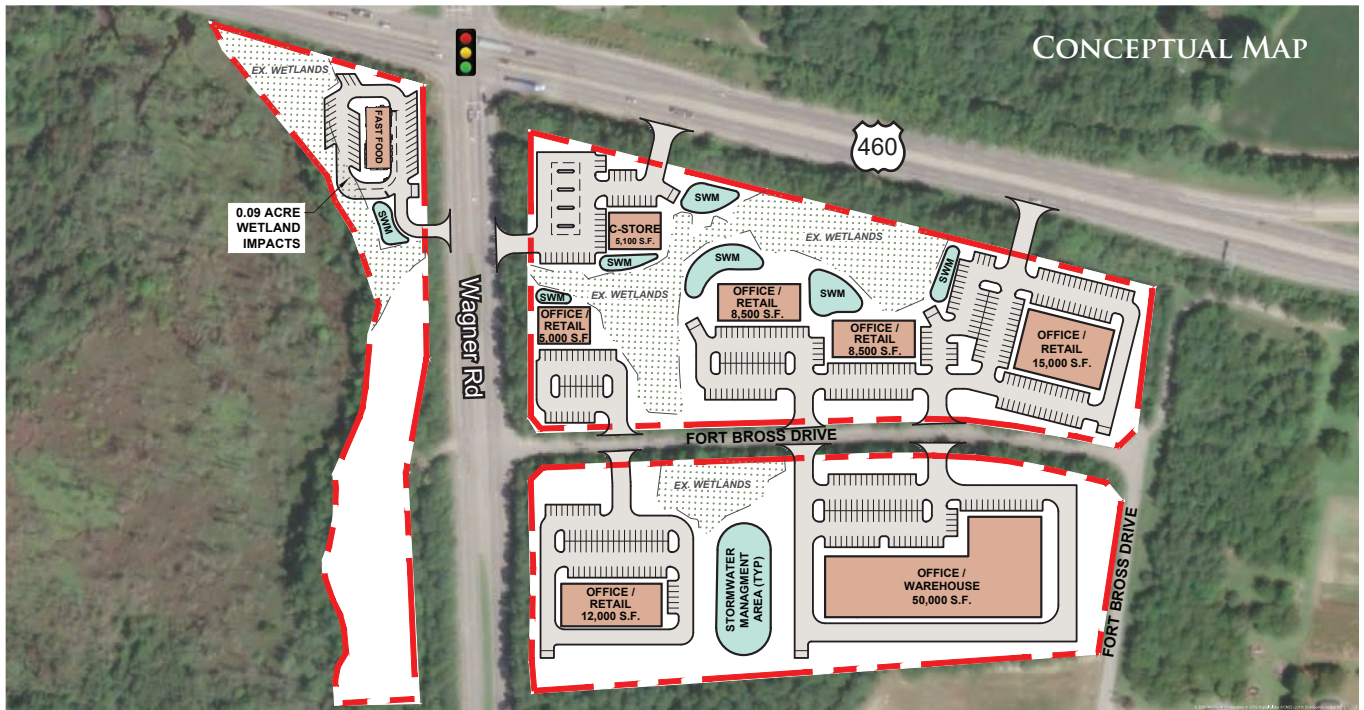 CONCEPTUAL MAP
460
EX. WETLANDS
FAST FOOD
0.09 ACRE
WETLAND
IMPACTS
SWM
Wagner Rd
C-STORE
5,100 S.F.
SWM
SWM
EX. WETLANDS
EX. WETLANDS
SWM
OFFICE /
RETAIL
5,000 S.F
SWM
SWM
OFFICE /
RETAIL
8,500 S.F.
OFFICE /
RETAIL
8,500 S.F.
SWM
OFFICE /
RETAIL
15,000 S.F.
FORT BROSS DRIVE
EX. WETLANDS
OFFICE /
RETAIL
12,000 S.F.
STORMWATER
MANAGMENT
AREA (TYP)
OFFICE /
WAREHOUSE
50,000 S.F.
FORT BROSS DRIVE